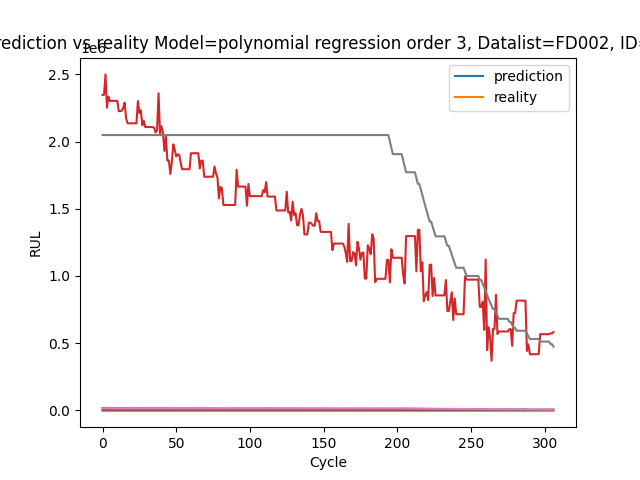 rediction vs reality Model=polynomial regression order 3, Datalist=FD002, ID=
1e6
2.5
2.0
1.5
1.0
0.5
0.0
RUL
prediction
reality
0 50 100 150 200 250 300
Cycle